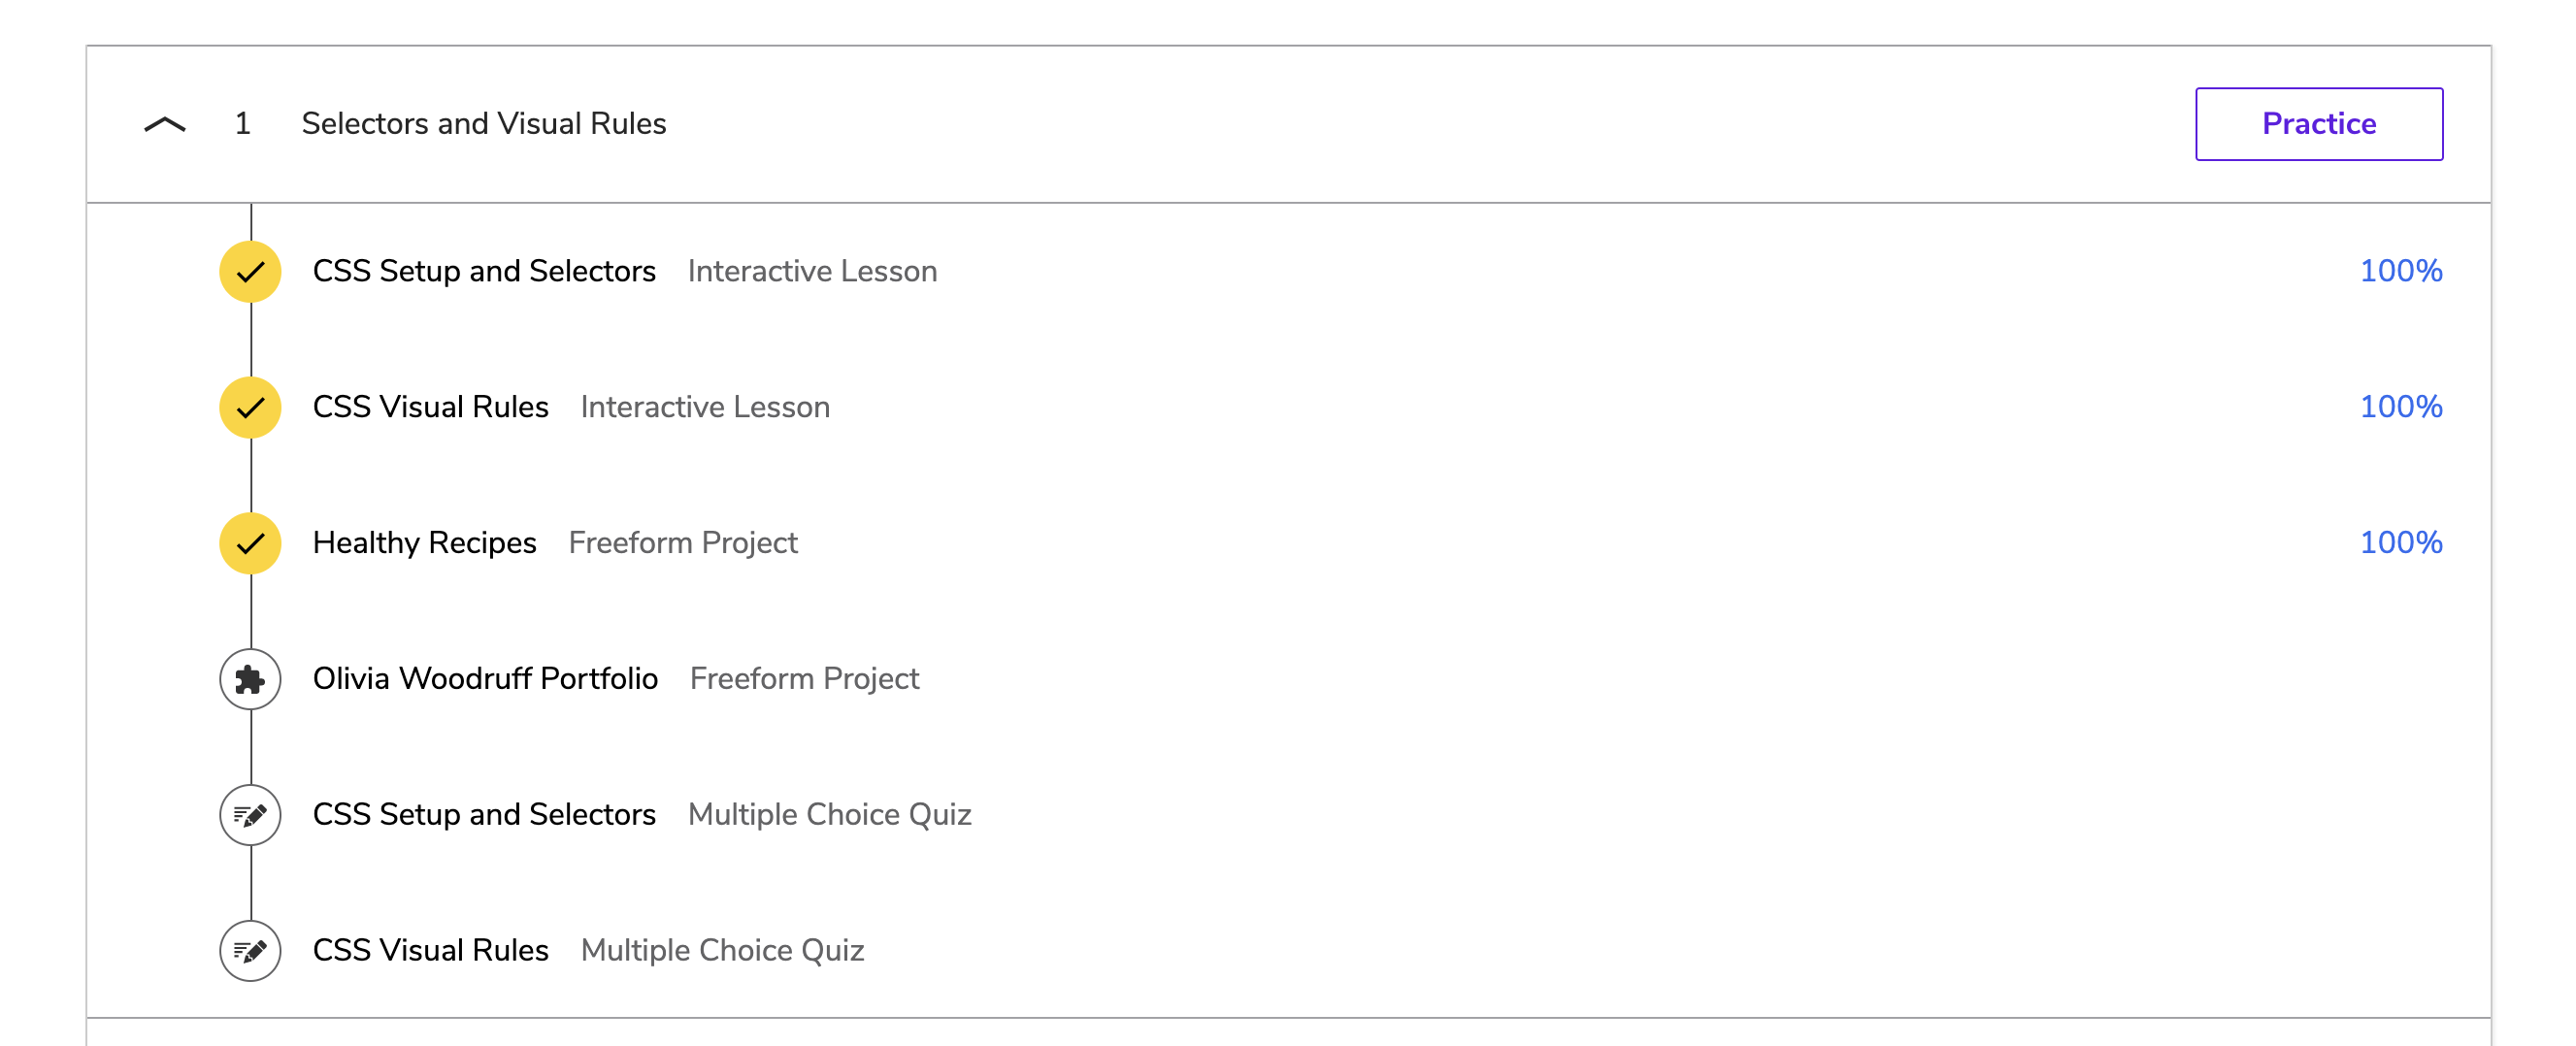 1 Selectors and Visual Rules Practice
CSS Setup and Selectors Interactive Lesson 100%
CSS Visual Rules Interactive Lesson 100%
Healthy Recipes Freeform Project 100%
Olivia Woodruff Portfolio Freeform Project
CSS Setup and Selectors Multiple Choice Quiz
CSS Visual Rules Multiple Choice Quiz